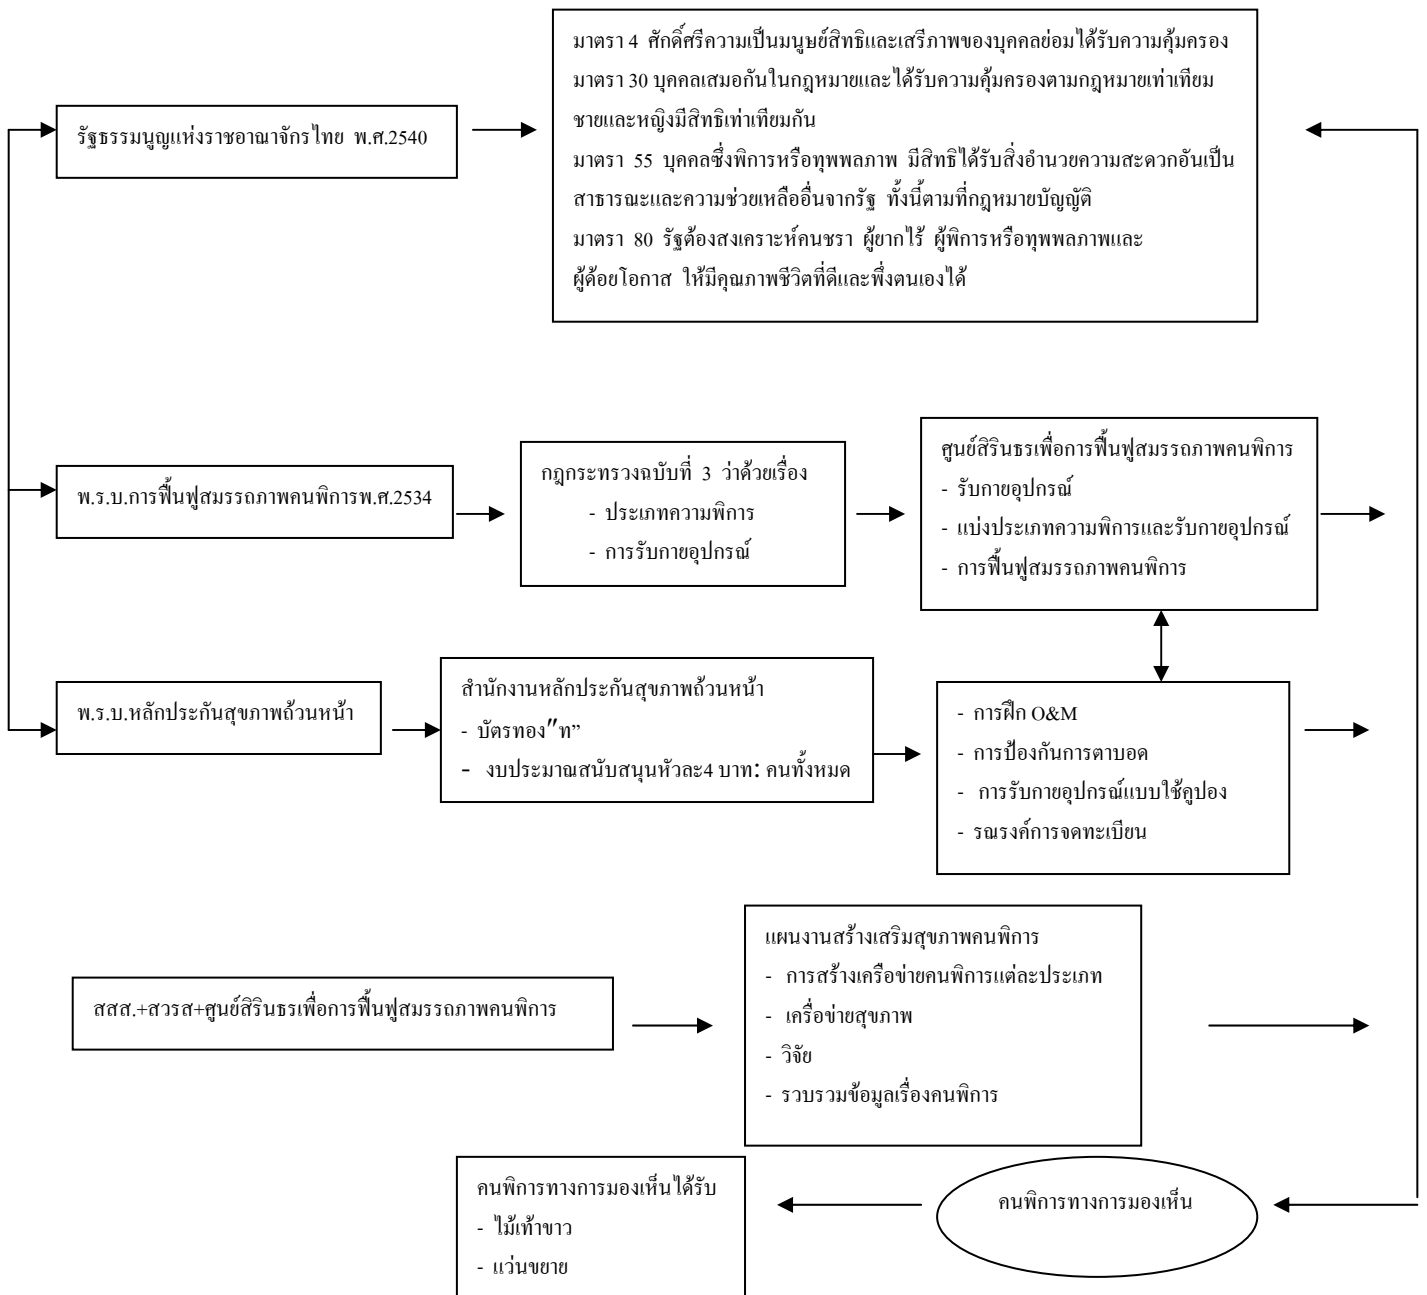 มาตรา 4 ศักดิ์ศรีความเป็นมนุษย์สิทธิและเสรีภาพของบุคคลย่อมได้รับความคุ้มครอง
มาตรา 30 บุคคลเสมอกันในกฎหมายและได้รับความคุ้มครองตามกฎหมายเท่าเทียม
ชายและหญิงมีสิทธิเท่าเทียมกัน
มาตรา 55 บุคคลซึ่งพิการหรือทุพพลภาพ มีสิทธิได้รับสิ่งอำนวยความสะดวกอันเป็น
สาธารณะและความช่วยเหลืออื่นจากรัฐ ทั้งนี้ตามที่กฎหมายบัญญัติ
มาตรา 80 รัฐต้องสงเคราะห์คนชรา ผู้ยากไร้ ผู้พิการหรือทุพพลภาพและ
ผู้ด้อยโอกาส ให้มีคุณภาพชีวิตที่ดีและพึ่งตนเองได้
รัฐธรรมนูญแห่งราชอาณาจักรไทย พ.ศ.2540
พ.ร.บ.การฟื้นฟูสมรรถภาพคนพิการพ.ศ.2534
กฎกระทรวงฉบับที่ 3 ว่าด้วยเรื่อง
- ประเภทความพิการ
- การรับกายอุปกรณ์
ศูนย์สิรินธรเพื่อการฟื้นฟูสมรรถภาพคนพิการ
- รับกายอุปกรณ์
- แบ่งประเภทความพิการและรับกายอุปกรณ์
- การฟื้นฟูสมรรถภาพคนพิการ
พ.ร.บ.หลักประกันสุขภาพถ้วนหน้า
สำนักงานหลักประกันสุขภาพถ้วนหน้า
- บัตรทอง"ท"
- งบประมาณสนับสนุนหัวละ4 บาท: คนทั้งหมด
- การฝึก O&M
- การป้องกันการตาบอด
- การรับกายอุปกรณ์แบบใช้คูปอง
- รณรงค์การจดทะเบียน
สสส.+สวรส+ศูนย์สิรินธรเพื่อการฟื้นฟูสมรรถภาพคนพิการ
แผนงานสร้างเสริมสุขภาพคนพิการ
- การสร้างเครือข่ายคนพิการแต่ละประเภท
- เครือข่ายสุขภาพ
- วิจัย
- รวบรวมข้อมูลเรื่องคนพิการ
คนพิการทางการมองเห็นได้รับ
- ไม้เท้าขาว
- แว่นขยาย
คนพิการทางการมองเห็น